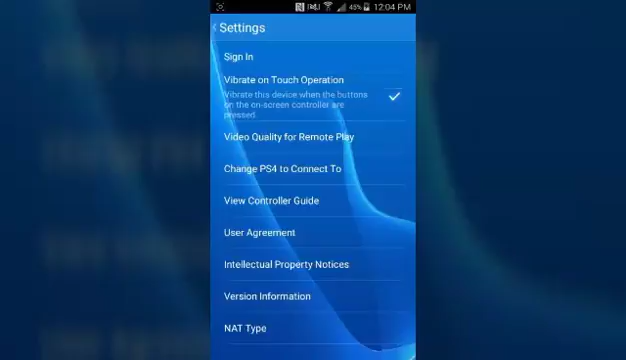 45% 12:04 PM
Settings
Sign In
Vibrate on Touch Operation
Vibrate this device when the buttons
on the on-screen controller are
pressed.
Video Quality for Remote Play
Change PS4 to Connect To
View Controller Guide
User Agreement
Intellectual Property Notices
Version Information
NAT Type